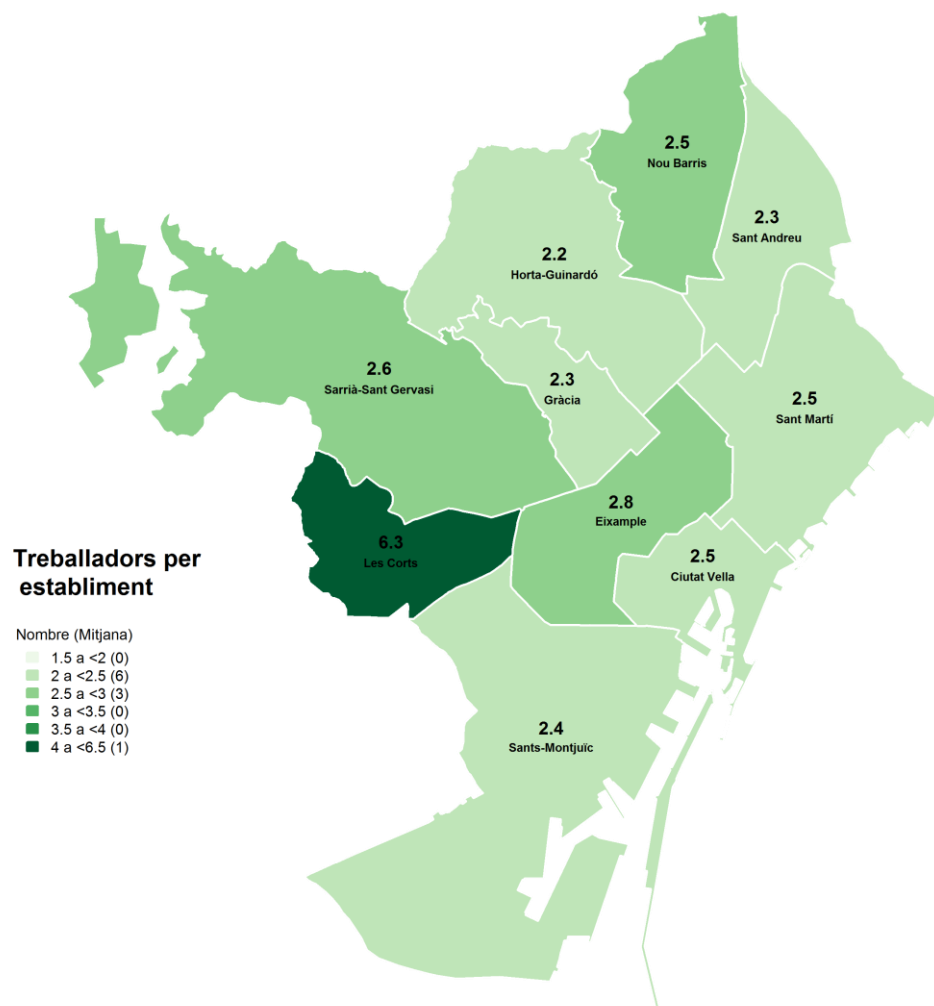 2.5
Nou Barris
2.3
Sant Andreu
2.2
Horta-Guinardó
2.6
Sarrià-Sant Gervasi
2.3
Gràcia
2.5
Sant Martí
2.8
Eixample
6.3
Les Corts
2.5
Ciutat Vella
2.4
Sants-Montjuïc
Treballadors per
establiment
Nombre (Mitjana)
1.5 a <2 (0)
2 a <2.5 (6)
2.5 a <3 (3)
3 a <3.5 (0)
3.5 a <4 (0)
4 a <6.5 (1)